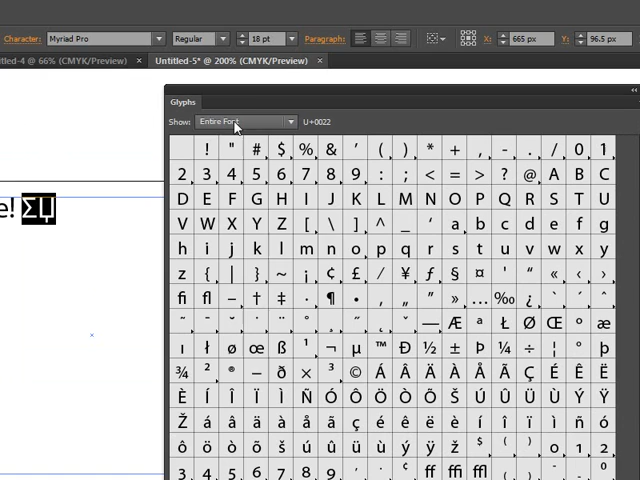 Character: Myriad Pro Regular 18 pt Paragraph: X: 665 px Y: 96.5 px
tled-4 @ 66% (CMYK/Preview) × Untitled-5* @ 200% (CMYK/Preview) ×
Glyphs
Show: Entire Font U+0022
e! ΣЏ
! " # $ % & ' ( ) * + , - . / 0 1
2 3 4 5 6 7 8 9 : ; < = > ? @ A B C
D E F G H I J K L M N O P Q R S T U
V W X Y Z [ \ ] ^ _ ‘ a b c d e f g
h i j k l m n o p q r s t u v w x y
z { | } ~ ¡ ¢ £ ⁄ ¥ ƒ § ¤ ' “ « ‹ ›
fi fl – † ‡ · ¶ • ‚ „ ” » … ‰ ¿ ` ´ ˆ
˜ ¯ ˘ ˙ ¨ ˚ ¸ ˝ ˛ ˇ — Æ ª Ł Ø Œ º æ
ı ł ø œ ß ¹ ¬ µ ™ Ð ½ ± Þ ¼ ÷ ¦ ° þ
¾ ² ® − ð × ³ © Á Â Ä À Å Ã Ç É Ê Ë
È Í Î Ï Ì Ñ Ó Ô Ö Ò Õ Š Ú Û Ü Ù Ý Ÿ
Ž á â ä à å ã ç é ê ë è í î ï ì ñ ó
ô ö ò õ š ú û ü ù ý ÿ ž $ ( ) 0 1 2
3 4 5 6 7 8 9 , . ¢ ff ffi ffl ( ) - 0